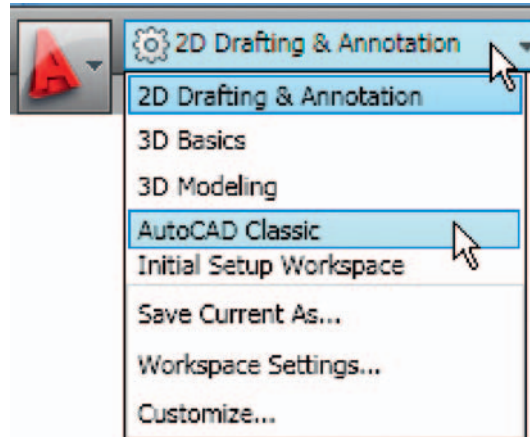 2D Drafting & Annotation
2D Drafting & Annotation
3D Basics
3D Modeling
AutoCAD Classic
Initial Setup Workspace
Save Current As...
Workspace Settings...
Customize...